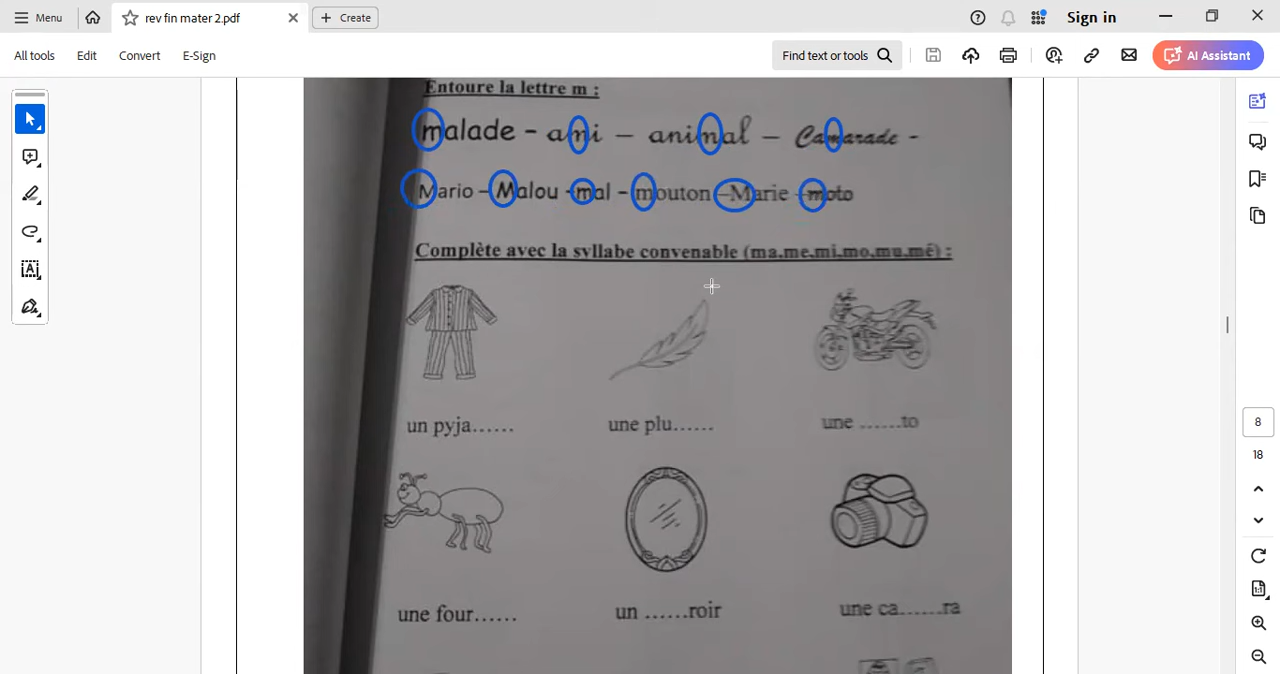 Menu
rev fin mater 2.pdf
Create
Sign in
All tools
Edit
Convert
E-Sign
Find text or tools
AI Assistant
Entoure la lettre m :
malade - ami – animal – Camarade -
Mario – Malou - mal - mouton – Marie – moto
Complète avec la syllabe convenable (ma,me,mi,mo,mu,mé) :
un pyja...... une plu...... une ......to
une four...... un ......roir une ca......ra
8
18